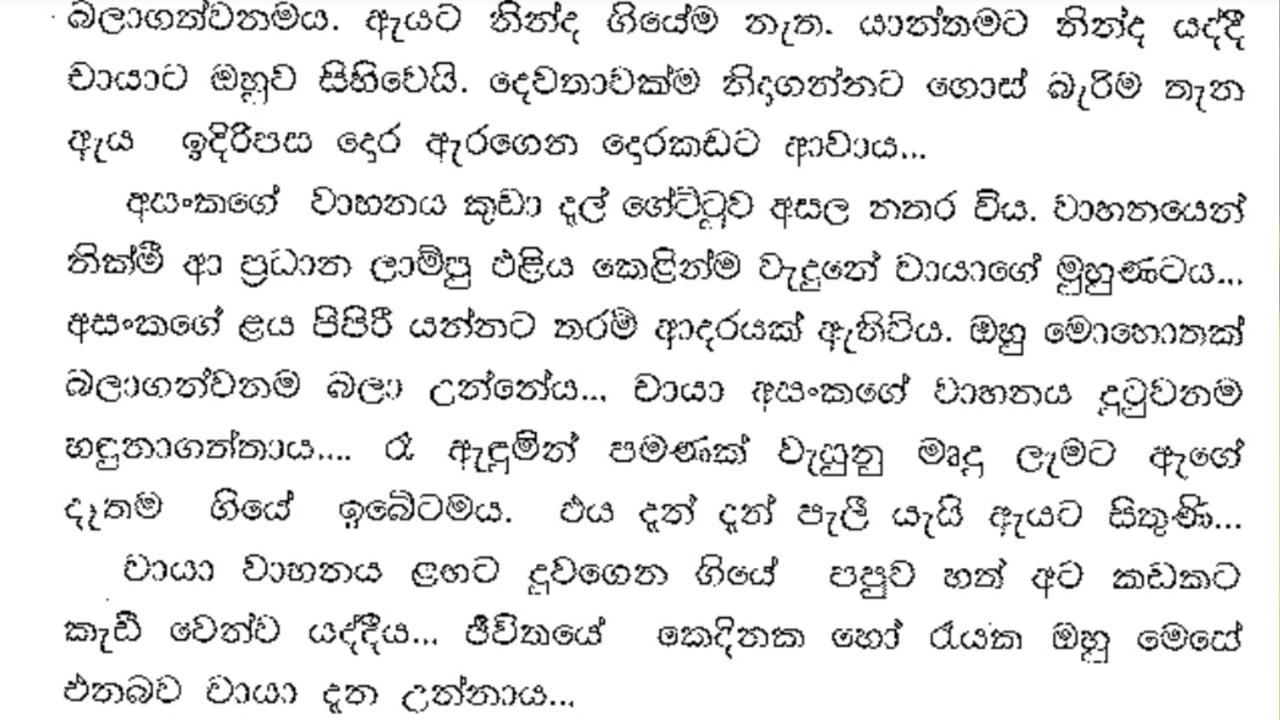 බලාගත්වනමය. ඇයට නින්ද ගියේම නැත. යාන්තමට නින්ද යද්දී
චායාට ඔහුව සිහිවෙයි. දෙවතාවක්ම නිදාගන්නට ගොස් බැරිම තැන
ඇය ඉදිරිපස දොර ඇරගෙන දොරකඩට ආවාය...
අසංකගේ වාහනය කුඩා දැල් ගේට්ටුව අසල නතර විය. වාහනයෙන්
නික්මී ආ ප්‍රධාන ලාම්පු එළිය කෙළින්ම වැදුනේ චායාගේ මුහුණටය...
අසංකගේ ළය පිපිරී යන්නට තරම් ආදරයක් ඇතිවිය. ඔහු මොහොතක්
බලාගත්වනම බලා උන්නේය... චායා අසංකගේ වාහනය දුටුවනම
හඳුනාගත්තාය.... රෑ ඇඳුමින් පමණක් වැසුනු මෘදු ලැමට ඇගේ
දෑතම ගියේ ඉබේටමය. එය දැන් දැන් පැලී යැයි ඇයට සිතුණි...
චායා වාහනය ළඟට දුවගෙන ගියේ පපුව හත් අට කඩකට
කැඩී වෙන්ව යද්දීය... ජීවිතයේ කෙදිනක හෝ රැයක ඔහු මෙසේ
එනබව චායා දැන උන්නාය...